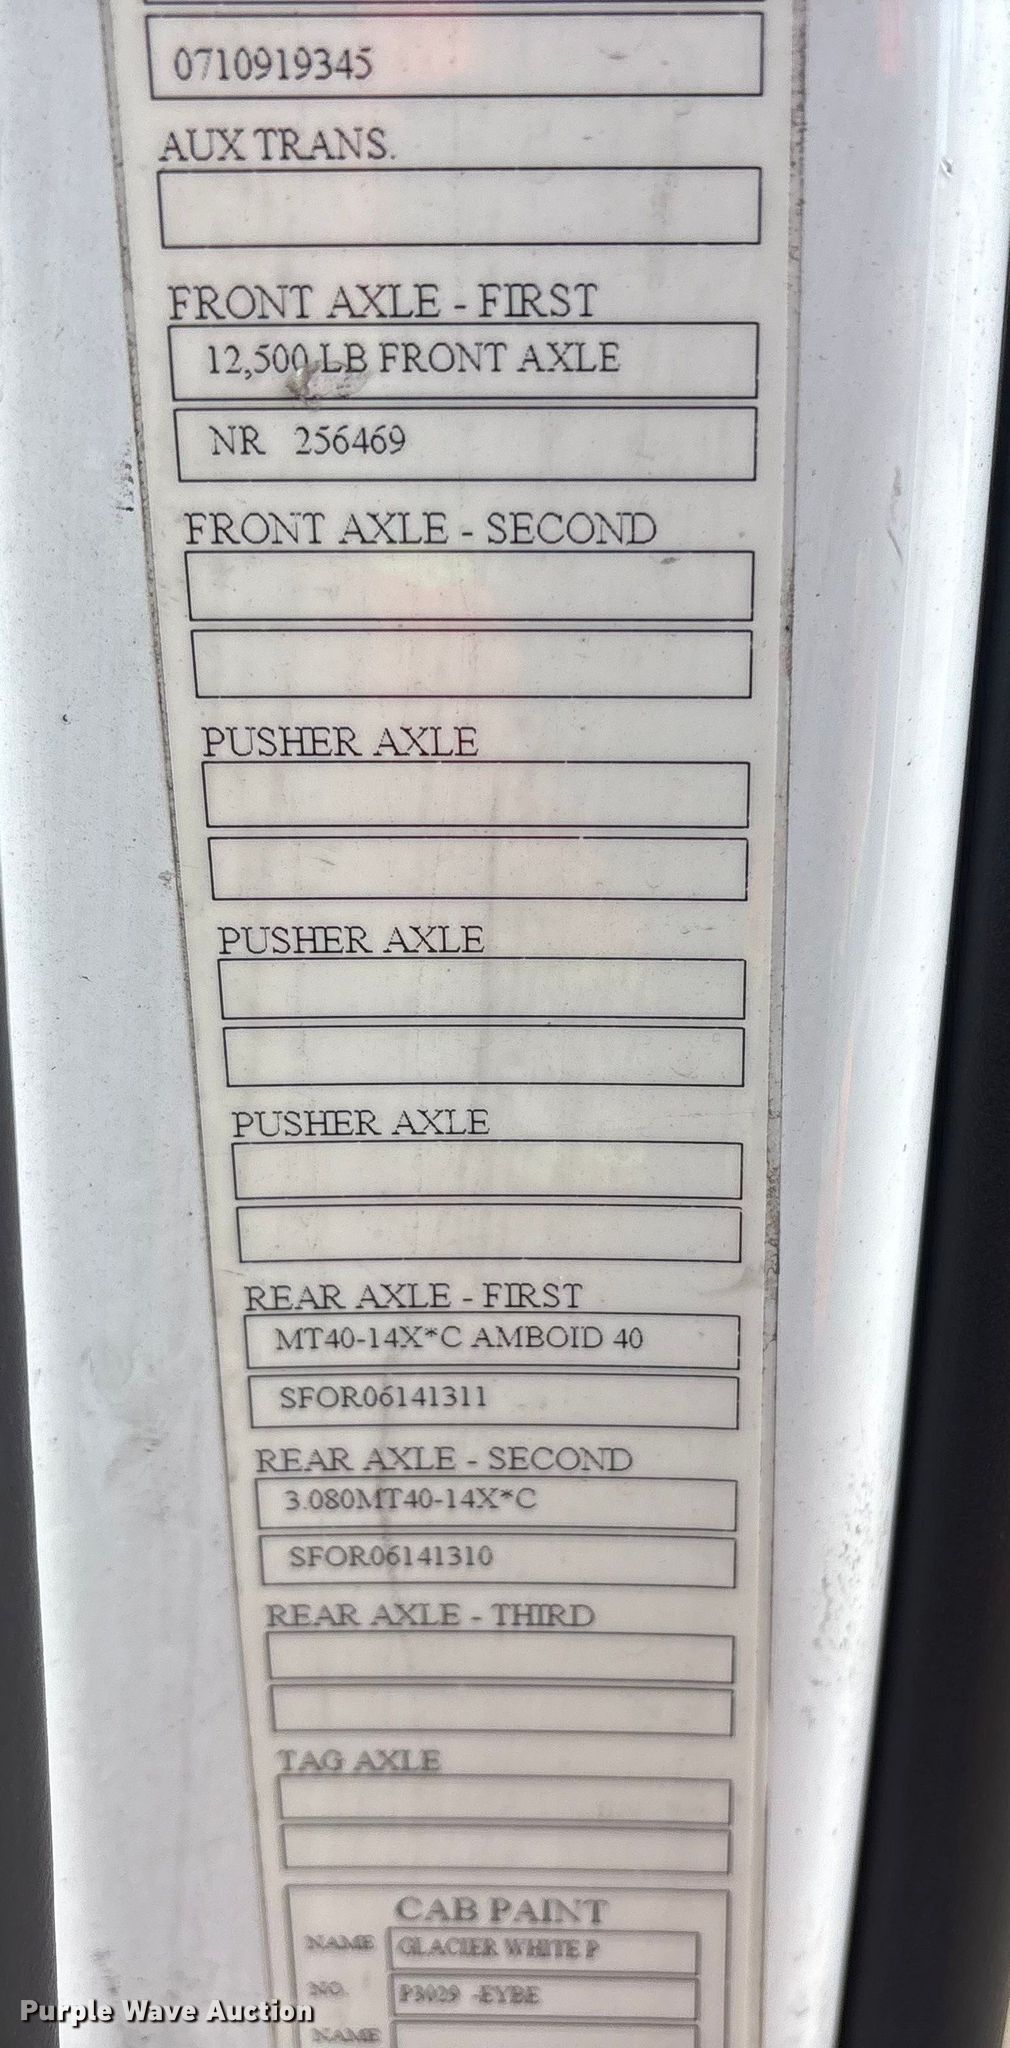 0710919345
AUX TRANS.
FRONT AXLE - FIRST
12,500 LB FRONT AXLE
NR 256469
FRONT AXLE - SECOND
PUSHER AXLE
PUSHER AXLE
PUSHER AXLE
REAR AXLE - FIRST
MT40-14X*C AMBOID 40
SFOR06141311
REAR AXLE - SECOND
3.080MT40-14X*C
SFOR06141310
REAR AXLE - THIRD
TAG AXLE
CAB PAINT
NAME GLACIER WHITE P
NO. P3029 -EYBE
NAME
Purple Wave Auction